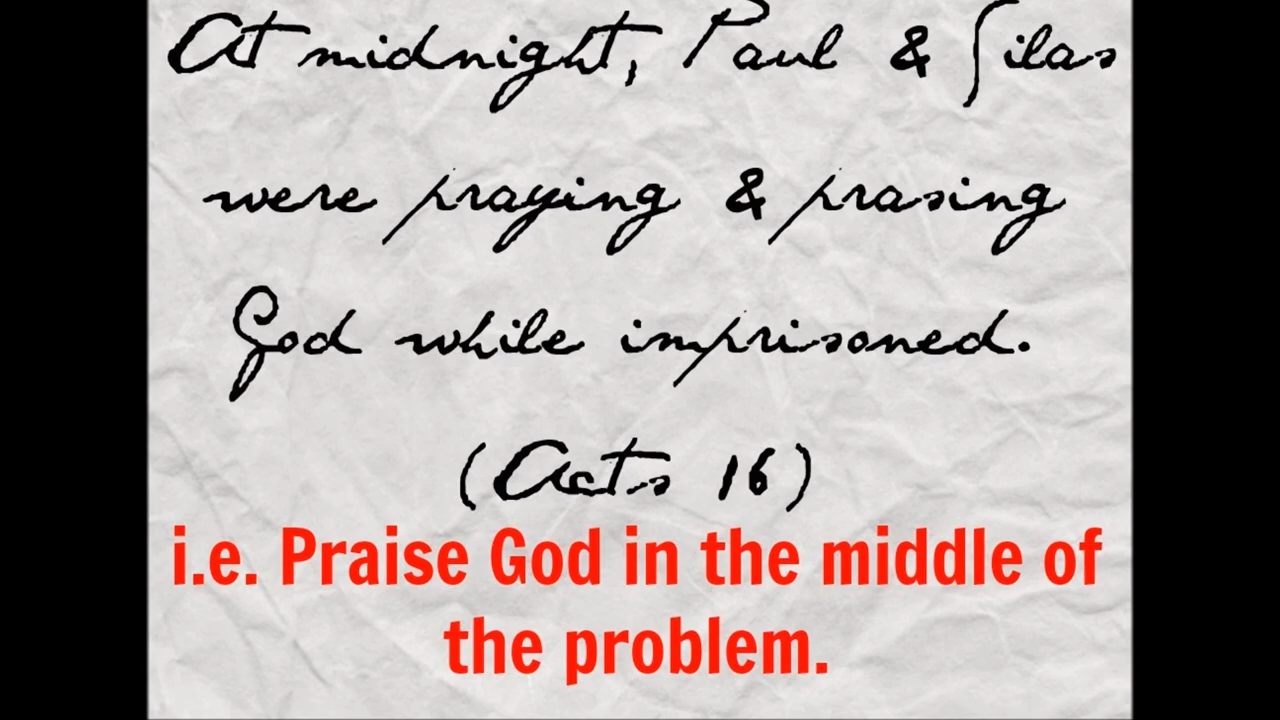 At midnight, Paul & Silas
were praying & prasing
God while imprisoned.
(Acts 16)
i.e. Praise God in the middle of
the problem.